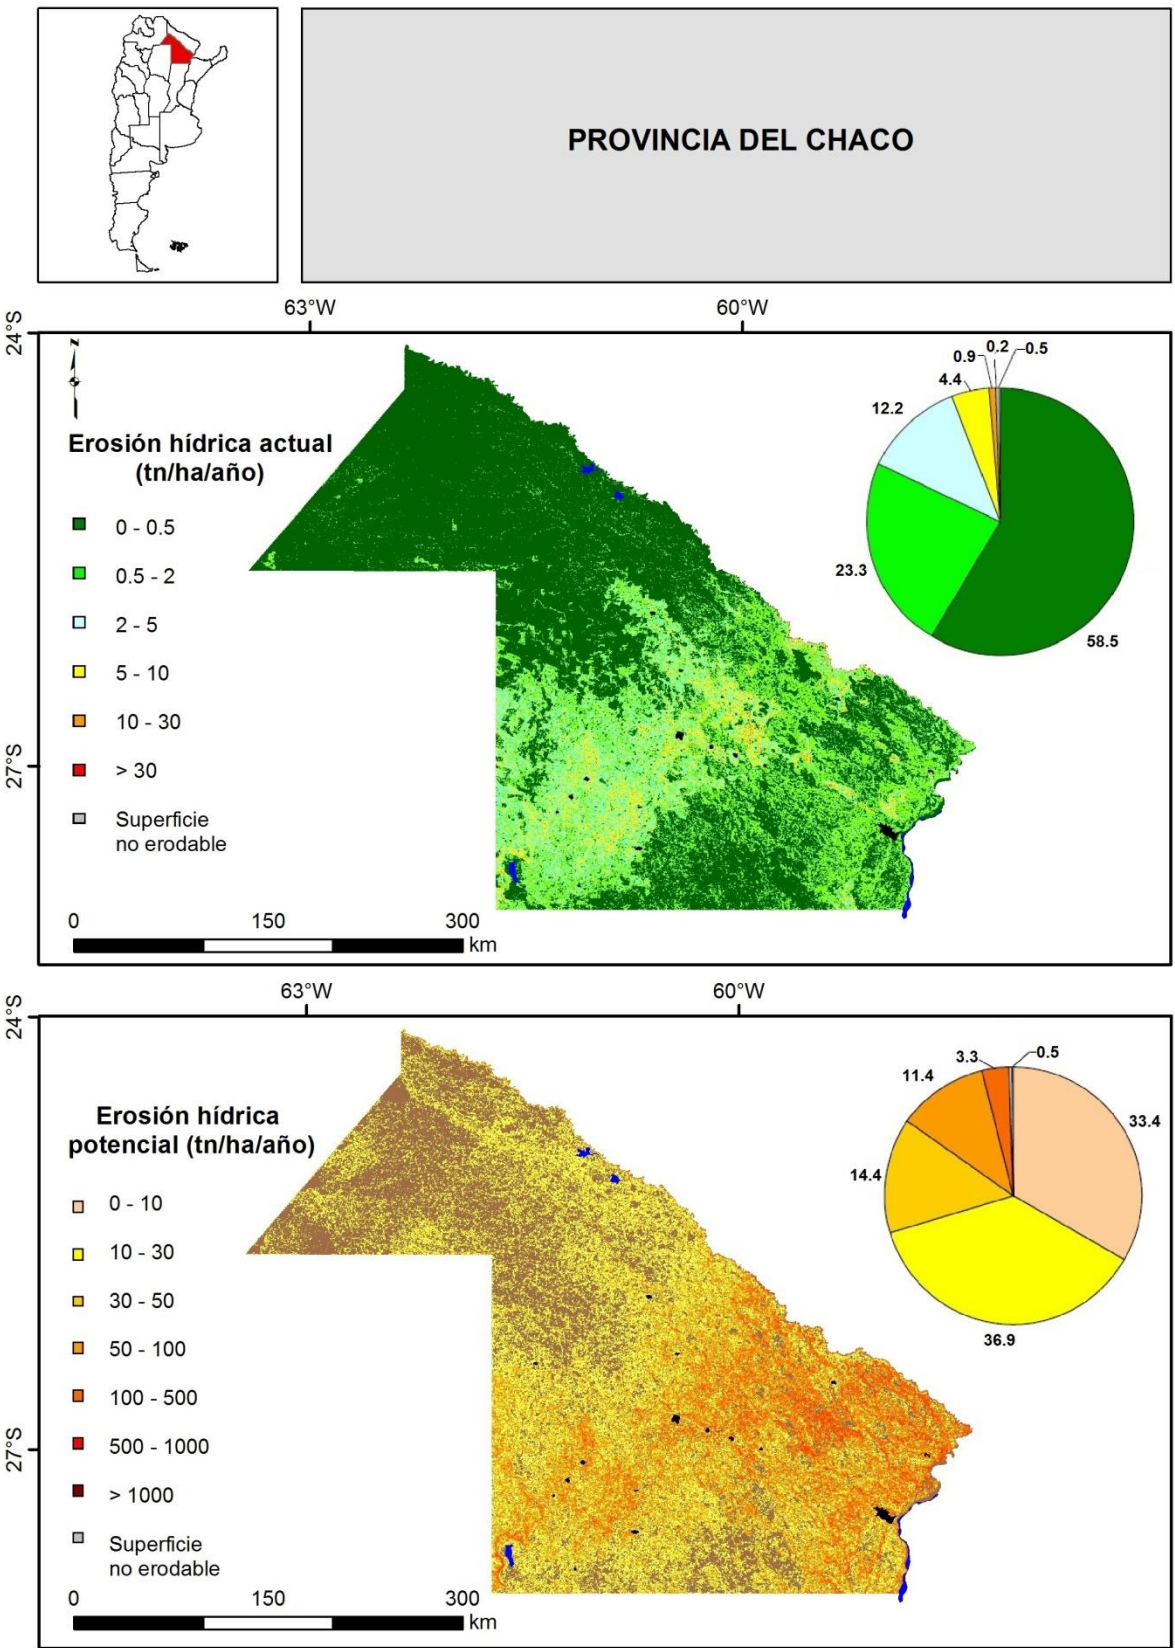 PROVINCIA DEL CHACO
63°W
60°W
24°S
N
Erosión hídrica actual
(tn/ha/año)
0 - 0.5
0.5 - 2
2 - 5
5 - 10
10 - 30
> 30
Superficie
no erodable
27°S
0
150
300
km
0.5
0.2
0.9
4.4
12.2
23.3
58.5
63°W
60°W
24°S
Erosión hídrica
potencial (tn/ha/año)
0 - 10
10 - 30
30 - 50
50 - 100
100 - 500
500 - 1000
> 1000
Superficie
no erodable
27°S
0
150
300
km
0.5
3.3
11.4
14.4
36.9
33.4